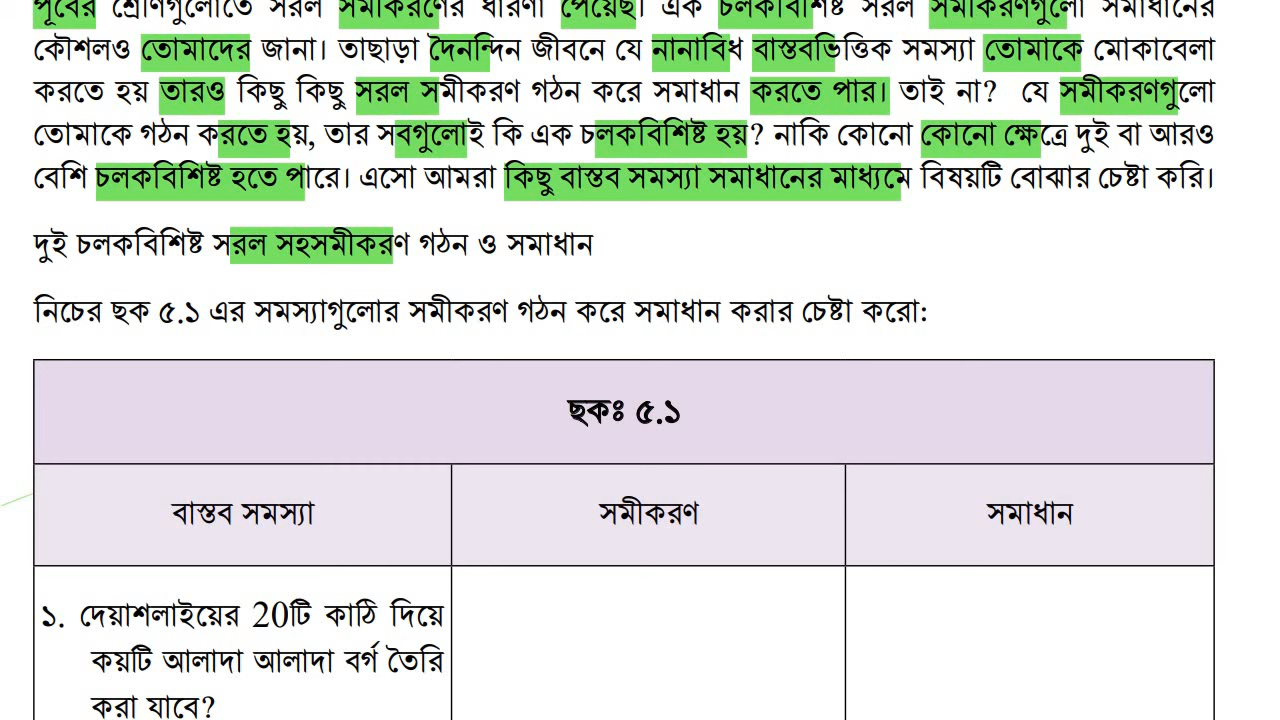 পূর্বের শ্রেণিগুলোতে সরল সমীকরণের ধারণা পেয়েছ। এক চলকবিশিষ্ট সরল সমীকরণগুলো সমাধানের
কৌশলও তোমাদের জানা। তাছাড়া দৈনন্দিন জীবনে যে নানাবিধ বাস্তবভিত্তিক সমস্যা তোমাকে মোকাবেলা
করতে হয় তারও কিছু কিছু সরল সমীকরণ গঠন করে সমাধান করতে পার। তাই না? যে সমীকরণগুলো
তোমাকে গঠন করতে হয়, তার সবগুলোই কি এক চলকবিশিষ্ট হয়? নাকি কোনো কোনো ক্ষেত্রে দুই বা আরও
বেশি চলকবিশিষ্ট হতে পারে। এসো আমরা কিছু বাস্তব সমস্যা সমাধানের মাধ্যমে বিষয়টি বোঝার চেষ্টা করি।
দুই চলকবিশিষ্ট সরল সহসমীকরণ গঠন ও সমাধান
নিচের ছক ৫.১ এর সমস্যাগুলোর সমীকরণ গঠন করে সমাধান করার চেষ্টা করো:
ছকঃ ৫.১
বাস্তব সমস্যা সমীকরণ সমাধান
১. দেয়াশলাইয়ের 20টি কাঠি দিয়ে
কয়টি আলাদা আলাদা বর্গ তৈরি
করা যাবে?